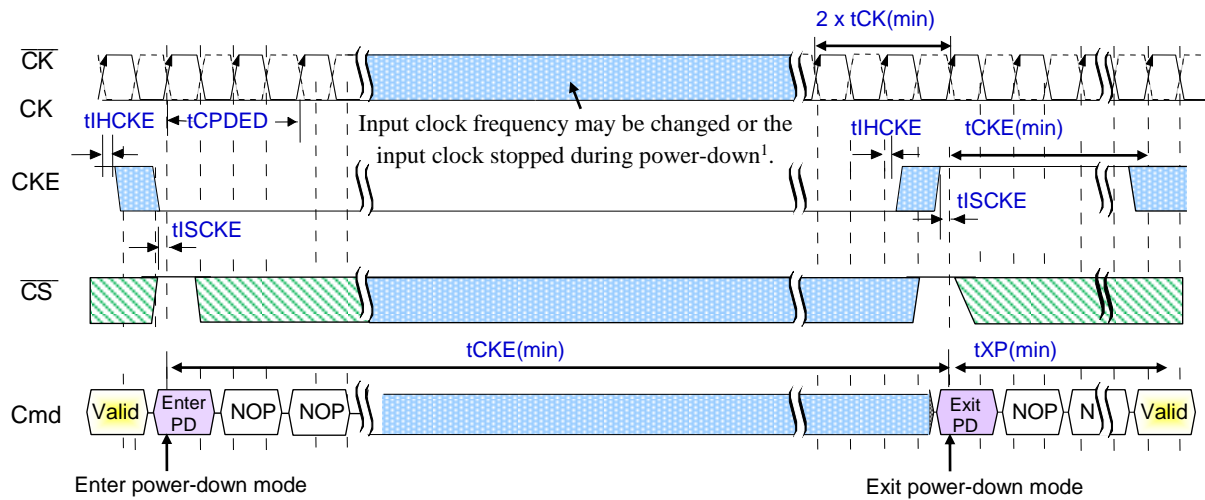 2 x tCK(min)
CK
CK
tIHCKE
tCPDED
Input clock frequency may be changed or the
input clock stopped during power-down1.
tIHCKE
tCKE(min)
CKE
tISCKE
tISCKE
CS
tCKE(min)
tXP(min)
Cmd
Valid
Enter
PD
NOP
NOP
Exit
PD
NOP
N
Valid
Enter power-down mode
Exit power-down mode